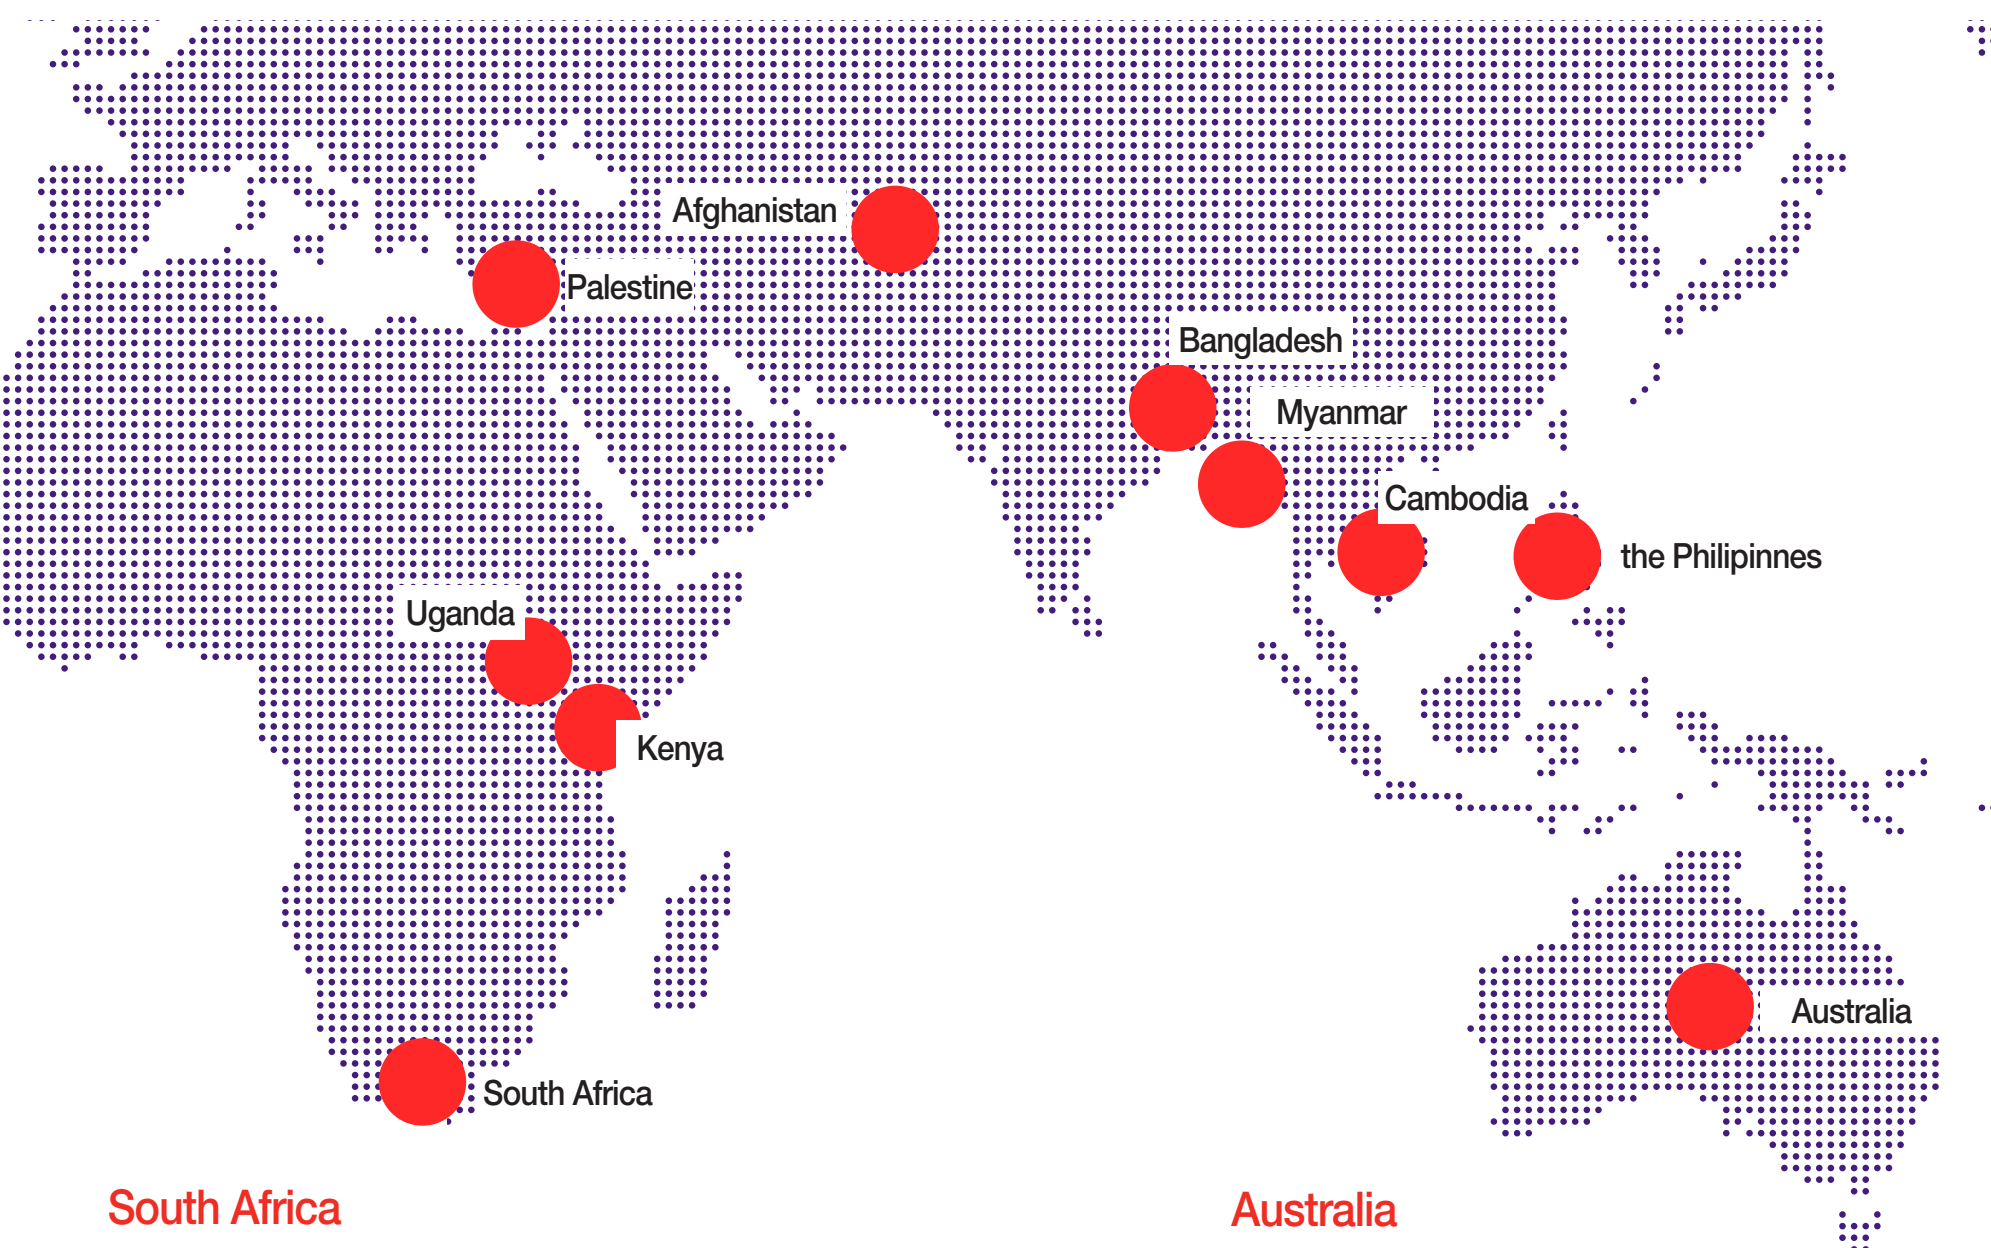 Afghanistan
Palestine
Bangladesh
Myanmar
Cambodia
the Philipinnes
Uganda
Kenya
Australia
South Africa
South Africa
Australia